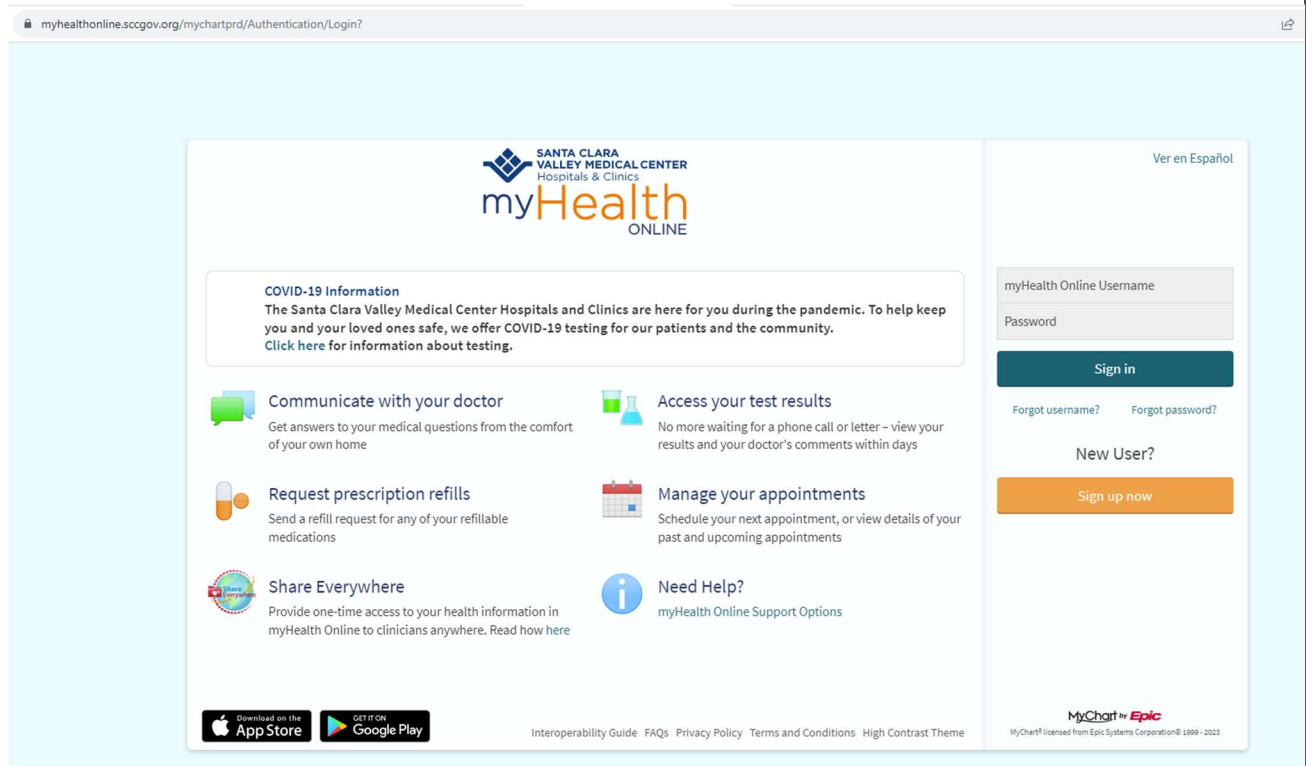 myhealthonline.sccgov.org/mychartprd/Authentication/Login?
SANTA CLARA
VALLEY MEDICAL CENTER
Hospitals & Clinics
myHealth
ONLINE
Ver en Español
COVID-19 Information
The Santa Clara Valley Medical Center Hospitals and Clinics are here for you during the pandemic. To help keep
you and your loved ones safe, we offer COVID-19 testing for our patients and the community.
Click here for information about testing.
myHealth Online Username
Password
Sign in
Forgot username? Forgot password?
New User?
Sign up now
Communicate with your doctor
Get answers to your medical questions from the comfort
of your own home
Access your test results
No more waiting for a phone call or letter – view your
results and your doctor's comments within days
Request prescription refills
Send a refill request for any of your refillable
medications
Manage your appointments
Schedule your next appointment, or view details of your
past and upcoming appointments
Share
Everywhere
Share Everywhere
Provide one-time access to your health information in
myHealth Online to clinicians anywhere. Read how here
Need Help?
myHealth Online Support Options
Download on the
App Store
GET IT ON
Google Play
Interoperability Guide FAQs Privacy Policy Terms and Conditions High Contrast Theme
MyChart by Epic
MyChart® licensed from Epic Systems Corporation© 1999 - 2023